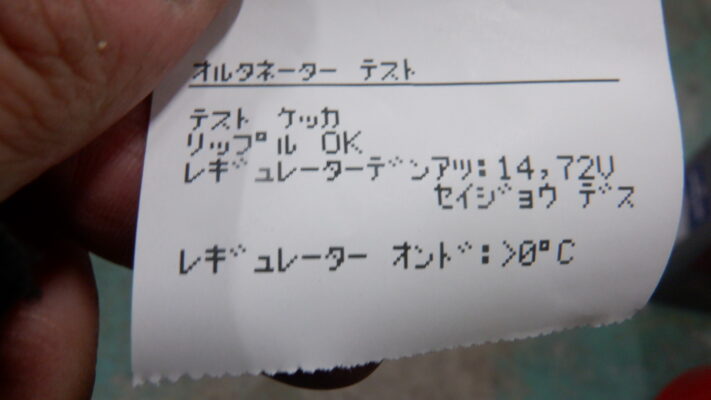 オルタネーター テスト
テスト ケッカ
リップル OK
レギュレーターデンアツ:14,72V
セイジョウ デス
レギュレーター オンド:>0°C